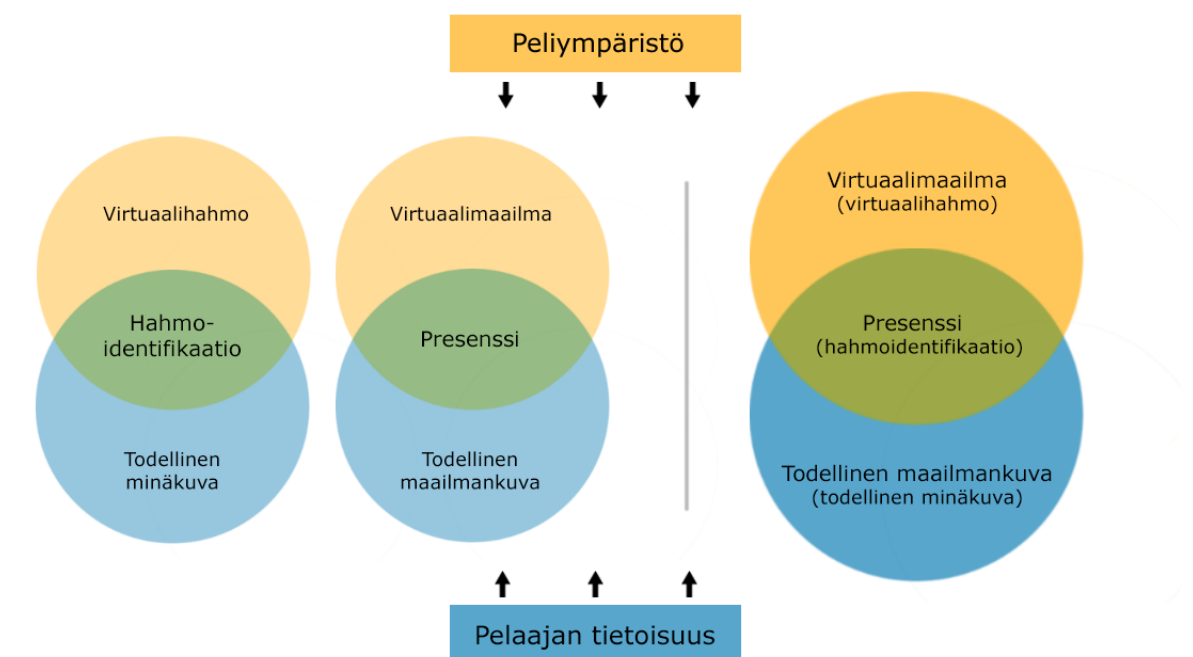 Peliympäristö
Virtuaalihahmo
Hahmo-
identifikaatio
Todellinen
minäkuva
Virtuaalimaailma
Presenssi
Todellinen
maailmankuva
Virtuaalimaailma
(virtuaalihahmo)
Presenssi
(hahmoidentifikaatio)
Todellinen maailmankuva
(todellinen minäkuva)
Pelaajan tietoisuus